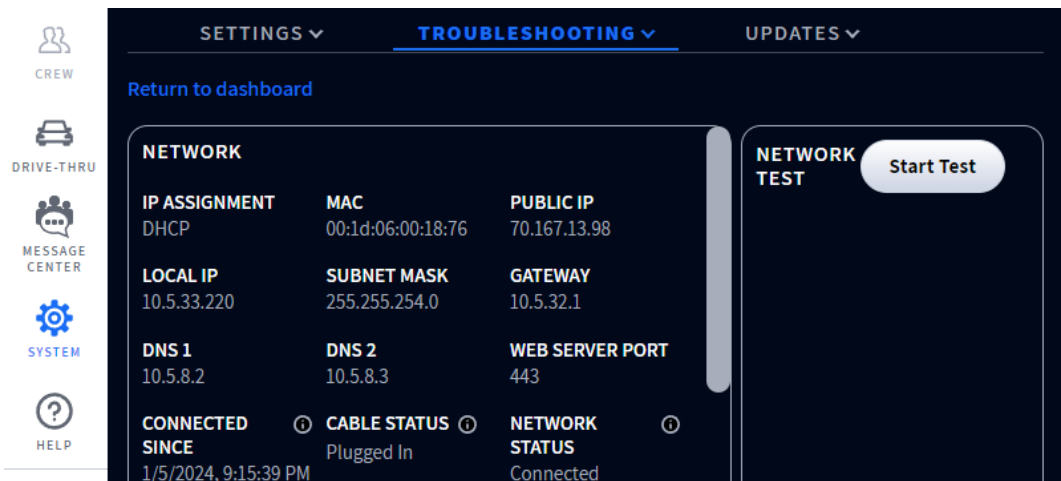 CREW
DRIVE-THRU
MESSAGE
CENTER
SYSTEM
HELP
SETTINGS
TROUBLESHOOTING
UPDATES
Return to dashboard
NETWORK
IP ASSIGNMENT
DHCP
MAC
00:1d:06:00:18:76
PUBLIC IP
70.167.13.98
LOCAL IP
10.5.33.220
SUBNET MASK
255.255.254.0
GATEWAY
10.5.32.1
DNS 1
10.5.8.2
DNS 2
10.5.8.3
WEB SERVER PORT
443
CONNECTED
SINCE
1/5/2024, 9:15:39 PM
CABLE STATUS
Plugged In
NETWORK
STATUS
Connected
NETWORK
TEST
Start Test